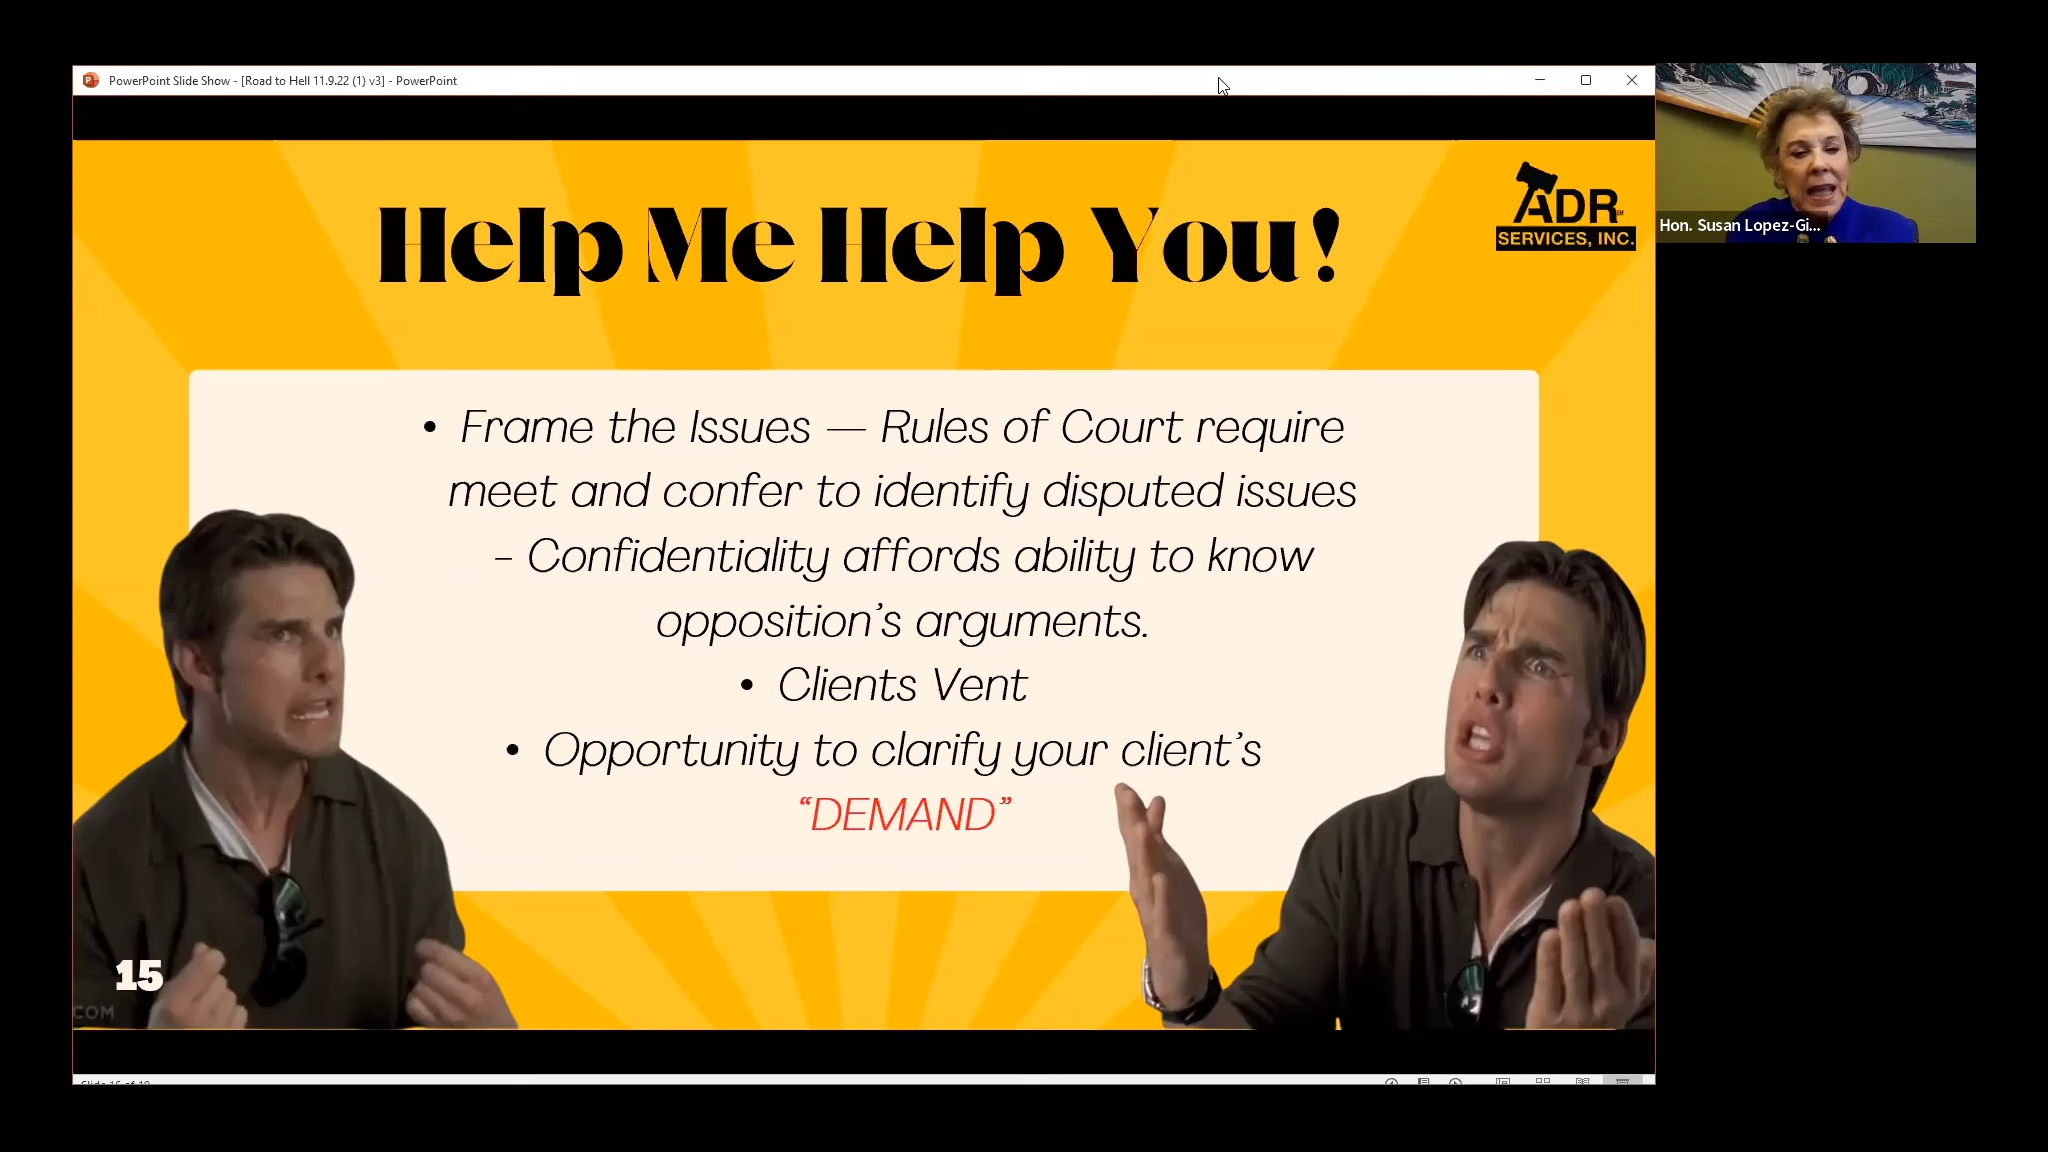 PowerPoint Slide Show - [Road to Hell 11.9.22 (1) v3] - PowerPoint
Help Me Help You!
ADR
SERVICES, INC.
Hon. Susan Lopez-Gi...
• Frame the Issues — Rules of Court require
meet and confer to identify disputed issues
- Confidentiality affords ability to know
opposition’s arguments.
• Clients Vent
• Opportunity to clarify your client’s
“DEMAND”
15
COM